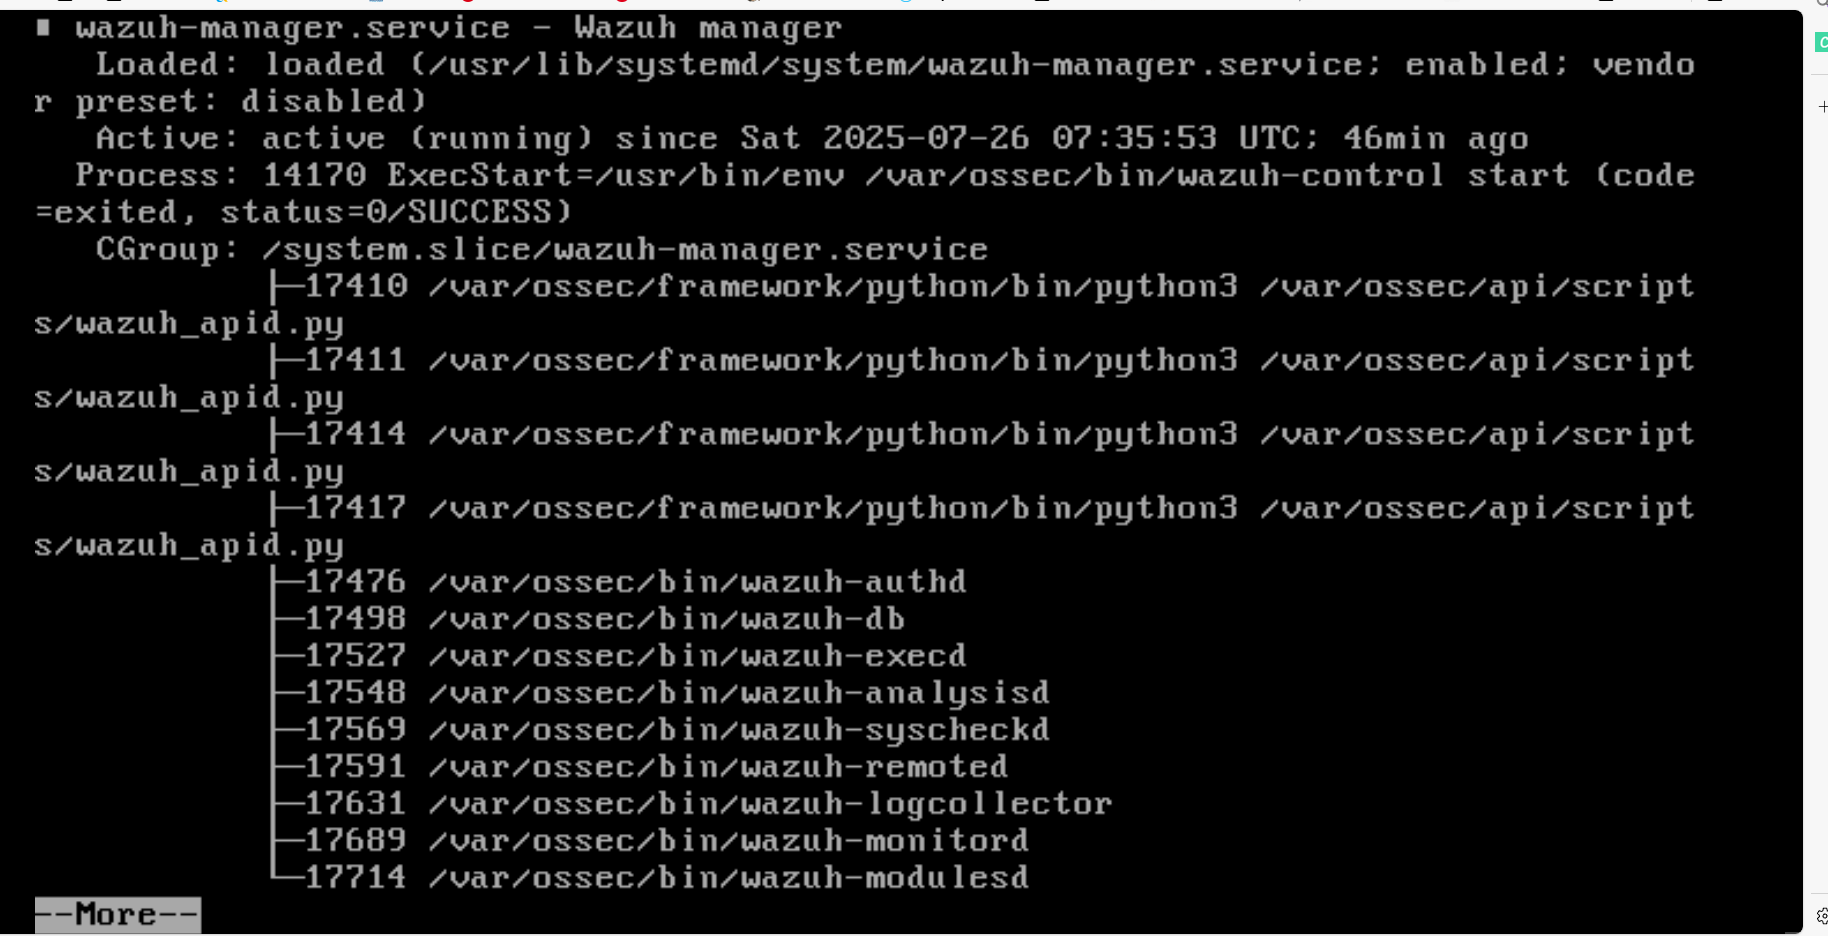 wazuh-manager.service - Wazuh manager
Loaded: loaded (/usr/lib/systemd/system/wazuh-manager.service; enabled; vendo
r preset: disabled)
Active: active (running) since Sat 2025-07-26 07:35:53 UTC; 46min ago
Process: 14170 ExecStart=/usr/bin/env /var/ossec/bin/wazuh-control start (code
=exited, status=0/SUCCESS)
CGroup: /system.slice/wazuh-manager.service
├─17410 /var/ossec/framework/python/bin/python3 /var/ossec/api/script
s/wazuh_apid.py
├─17411 /var/ossec/framework/python/bin/python3 /var/ossec/api/script
s/wazuh_apid.py
├─17414 /var/ossec/framework/python/bin/python3 /var/ossec/api/script
s/wazuh_apid.py
├─17417 /var/ossec/framework/python/bin/python3 /var/ossec/api/script
s/wazuh_apid.py
├─17476 /var/ossec/bin/wazuh-authd
├─17498 /var/ossec/bin/wazuh-db
├─17527 /var/ossec/bin/wazuh-execd
├─17548 /var/ossec/bin/wazuh-analysisd
├─17569 /var/ossec/bin/wazuh-syscheckd
├─17591 /var/ossec/bin/wazuh-remoted
├─17631 /var/ossec/bin/wazuh-logcollector
├─17689 /var/ossec/bin/wazuh-monitord
└─17714 /var/ossec/bin/wazuh-modulesd
--More--